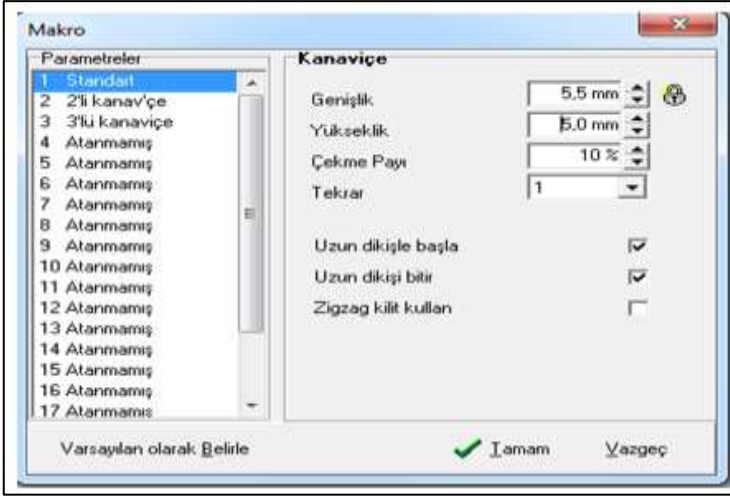 Makro
Parametreler
1 Standart
2 2'li kanav'çe
3 3'lü kanaviçe
4 Atanmamış
5 Atanmamış
6 Atanmamış
7 Atanmamış
8 Atanmamış
9 Atanmamış
10 Atanmamış
11 Atanmamış
12 Atanmamış
13 Atanmamış
14 Atanmamış
15 Atanmamış
16 Atanmamış
17 Atanmamış
Kanaviçe
Genişlik 5,5 mm
Yükseklik 5,0 mm
Çekme Payı 10 %
Tekrar 1
Uzun dikişle başla
Uzun dikişi bitir
Zigzag kilit kullan
Varsayılan olarak Belirle Tamam Vazgeç